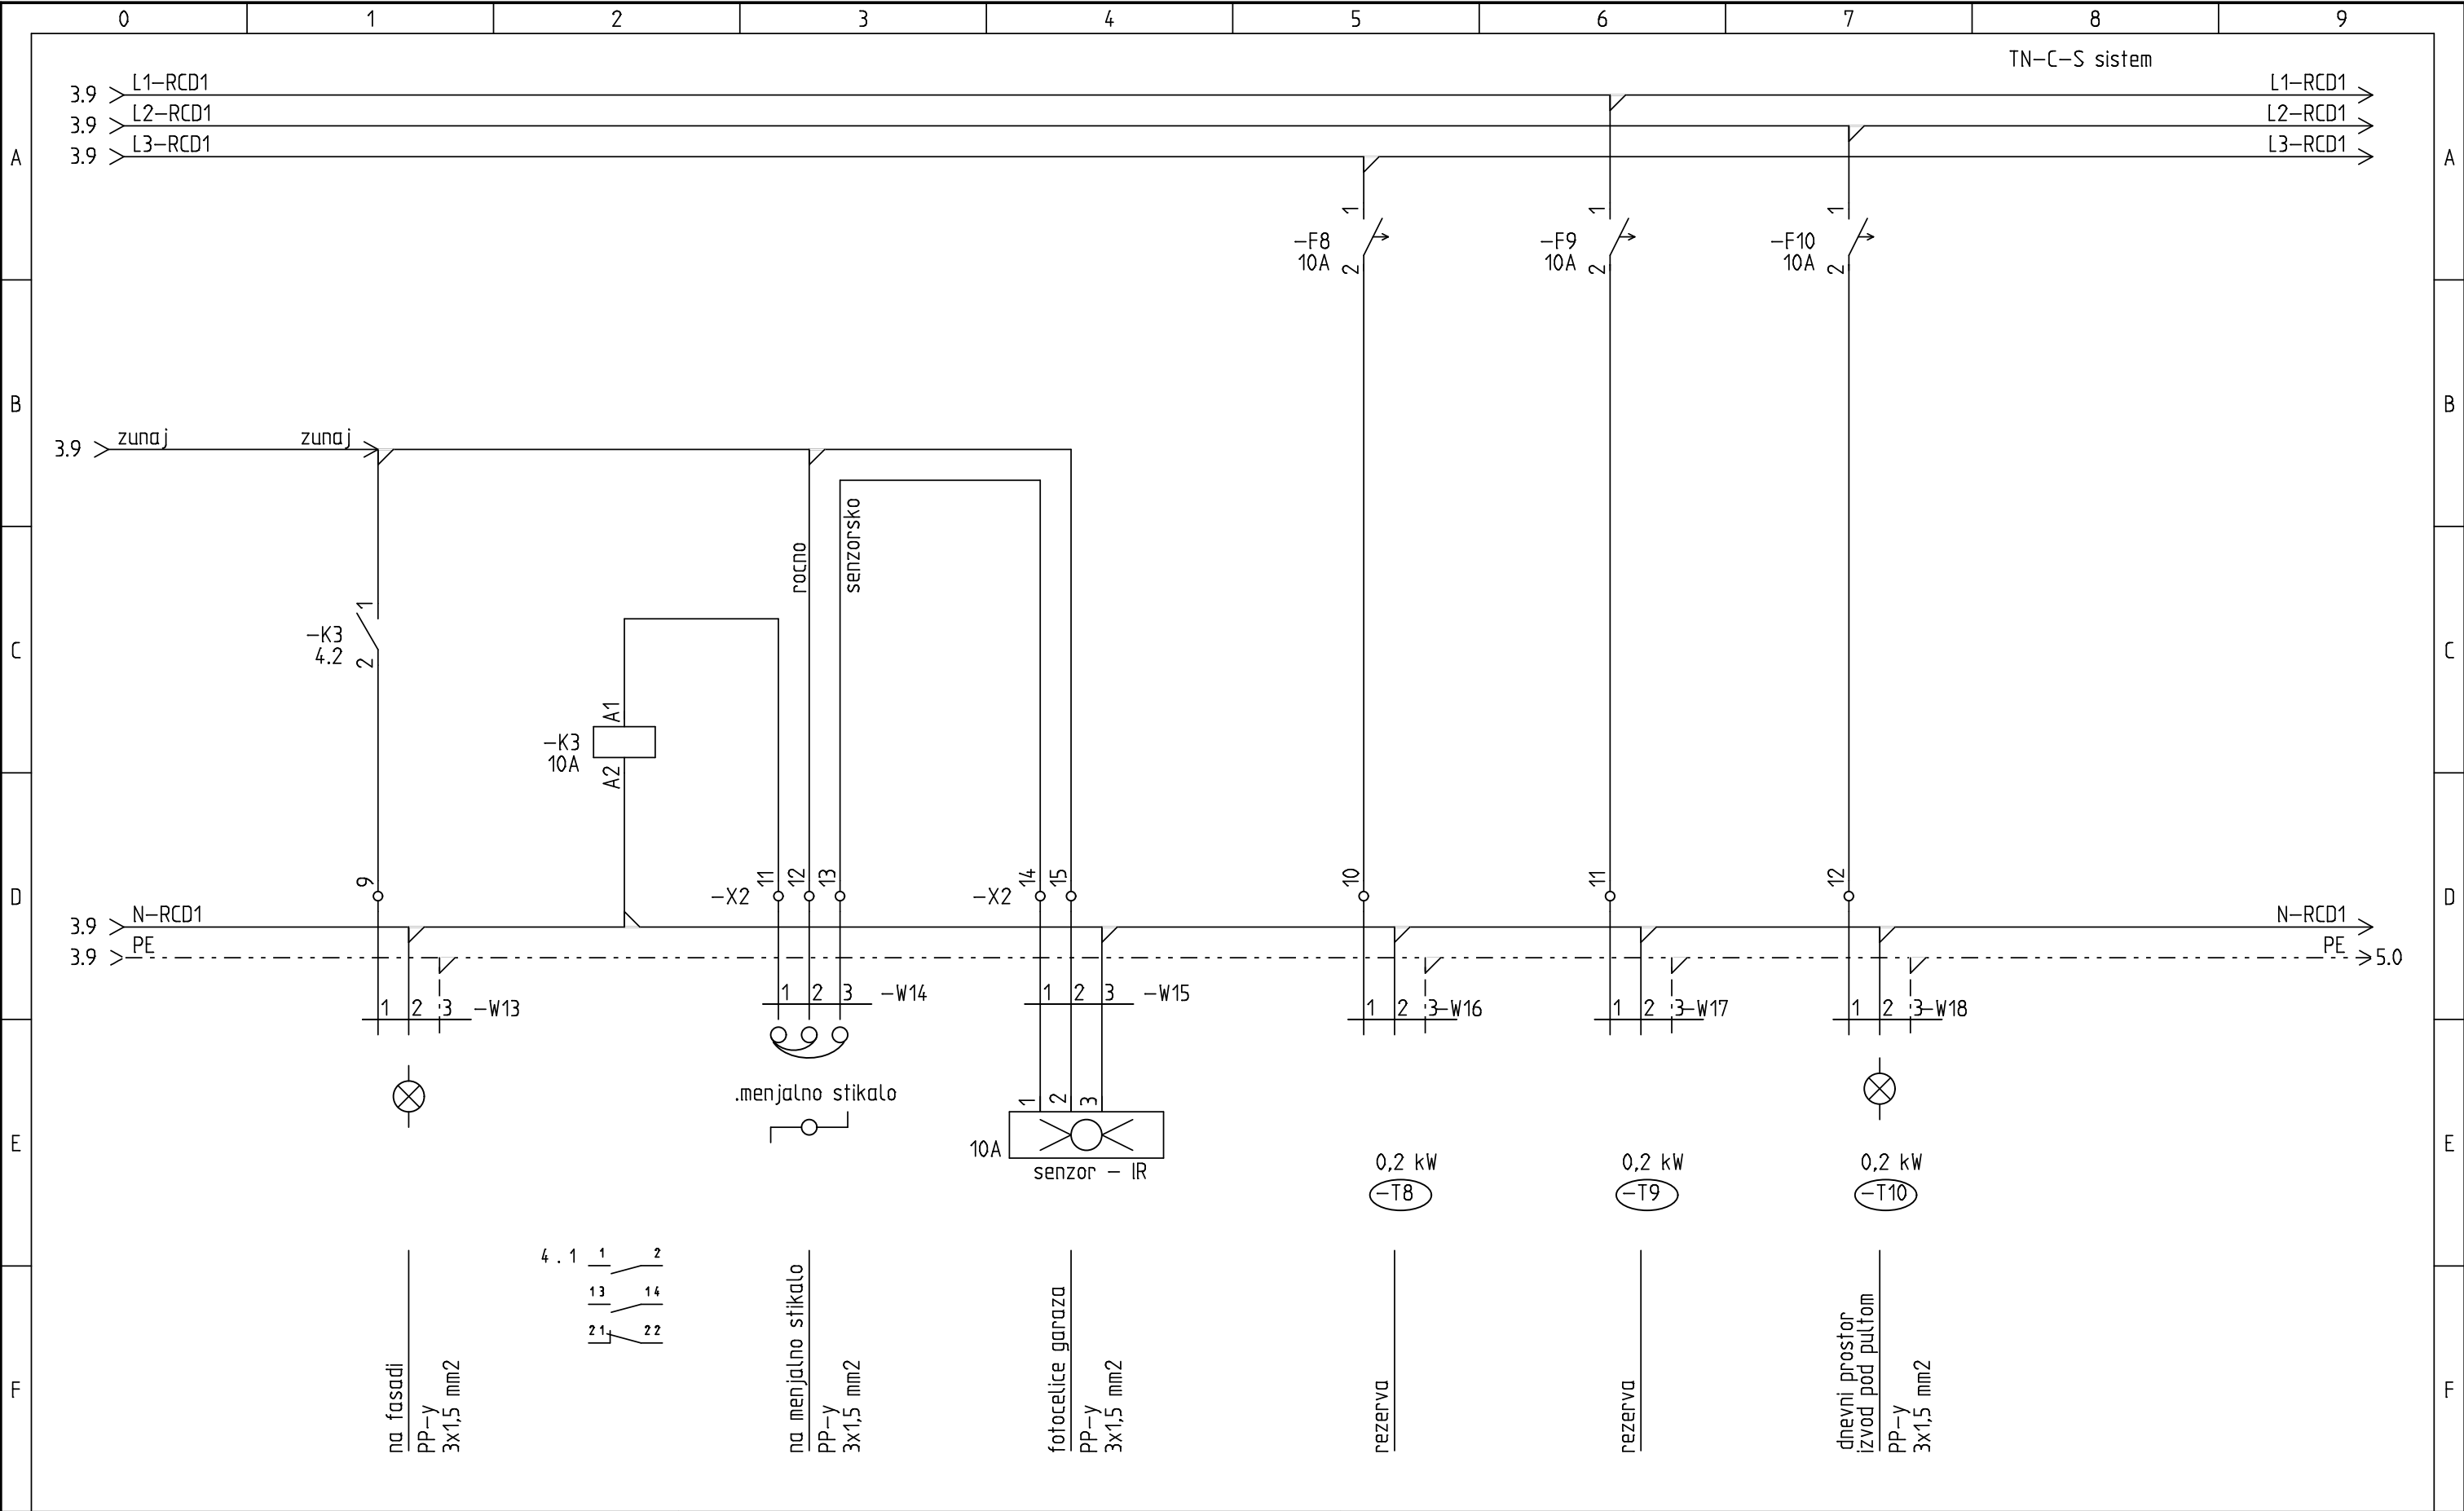 0 1 2 3 4 5 6 7 8 9
TN-C-S sistem
3.9 L1-RCD1 L1-RCD1
3.9 L2-RCD1 L2-RCD1
3.9 L3-RCD1 L3-RCD1
A A
1 1 1
-F8 -F9 -F10
10A 10A 10A
2 2 2
B B
3.9 zunaj zunaj
rocno
senzorsko
1
-K3
4.2
2
C C
A1
-K3
10A
A2
9 -X2 11 12 13 -X2 14 15 10 11 12
D D
3.9 N-RCD1 N-RCD1
3.9 PE PE 5.0
1 2 3 -W14
1 2 3 -W15
1 2 3 -W13
1 2 3-W16
1 2 3-W17
1 2 3-W18
.menjalno stikalo
1 2 3
10A
senzor - IR
E E
0,2 kW 0,2 kW 0,2 kW
-T8 -T9 -T10
4.1 1 2
13 14
21 22
F F
na fasadi
PP-y
3x1,5 mm2
na menjalno stikalo
PP-y
3x1,5 mm2
fotocelice garaza
PP-y
3x1,5 mm2
rezerva
rezerva
dnevni prostor
izvod pod pultom
PP-y
3x1,5 mm2